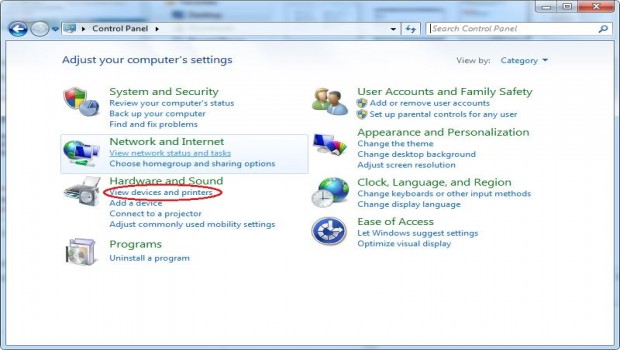 Control Panel
Search Control Panel
Adjust your computer's settings
View by: Category
System and Security
Review your computer's status
Back up your computer
Find and fix problems
Network and Internet
View network status and tasks
Choose homegroup and sharing options
Hardware and Sound
View devices and printers
Add a device
Connect to a projector
Adjust commonly used mobility settings
Programs
Uninstall a program
User Accounts and Family Safety
Add or remove user accounts
Set up parental controls for any user
Appearance and Personalization
Change the theme
Change desktop background
Adjust screen resolution
Clock, Language, and Region
Change keyboards or other input methods
Change display language
Ease of Access
Let Windows suggest settings
Optimize visual display